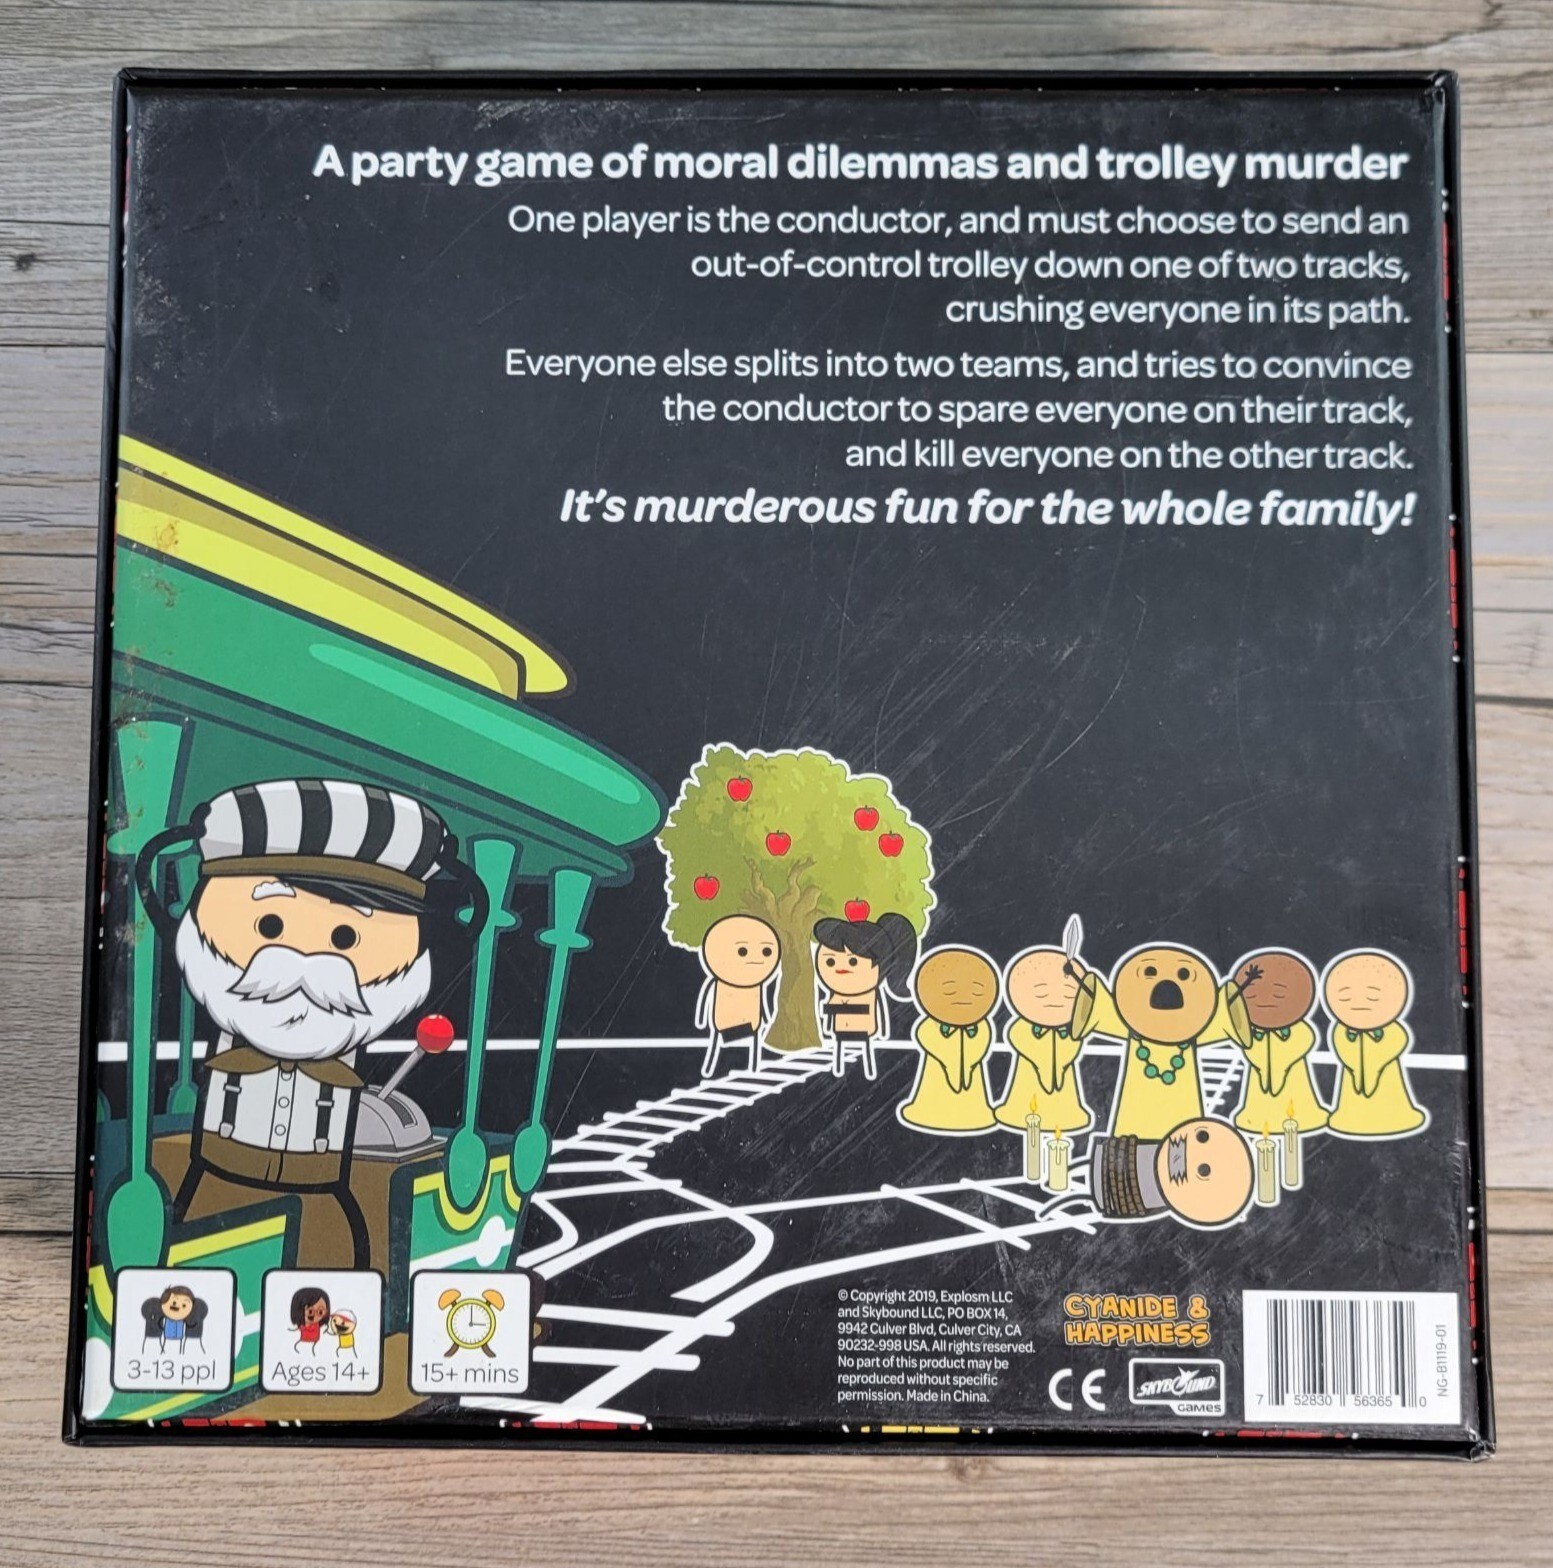 A party game of moral dilemmas and trolley murder
One player is the conductor, and must choose to send an
out-of-control trolley down one of two tracks,
crushing everyone in its path.
Everyone else splits into two teams, and tries to convince
the conductor to spare everyone on their track,
and kill everyone on the other track.
It's murderous fun for the whole family!
3-13 ppl
Ages 14+
15+ mins
© Copyright 2019, Explosm LLC
and Skybound LLC, PO BOX 14,
9942 Culver Blvd, Culver City, CA
90232-998 USA. All rights reserved.
No part of this product may be
reproduced without specific
permission. Made in China.
CYANIDE &
HAPPINESS
CE
SKYBOUND
GAMES
7 52830 56365 0
NG-B1119-01